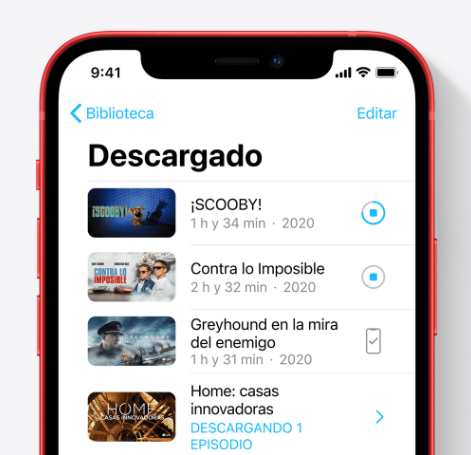 9:41
Biblioteca
Editar
Descargado
¡SCOOBY!
¡SCOOBY!
1 h y 34 min · 2020
CONTRA LO
IMPOSIBLE
Contra lo Imposible
2 h y 32 min · 2020
GREYHOUND
Greyhound en la mira
del enemigo
1 h y 31 min · 2020
HOME
CASAS INNOVADORAS
Home: casas
innovadoras
DESCARGANDO 1
EPISODIO